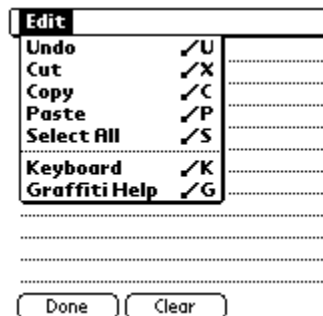 Edit
Undo /U
Cut /X
Copy /C
Paste /P
Select All /S
Keyboard /K
Graffiti Help /G
Done Clear